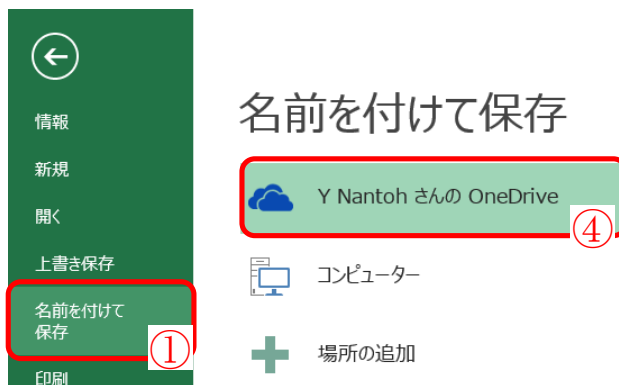 情報
新規
開く
上書き保存
名前を付けて
保存
①
印刷
名前を付けて保存
Y Nantoh さんの OneDrive
④
コンピューター
場所の追加